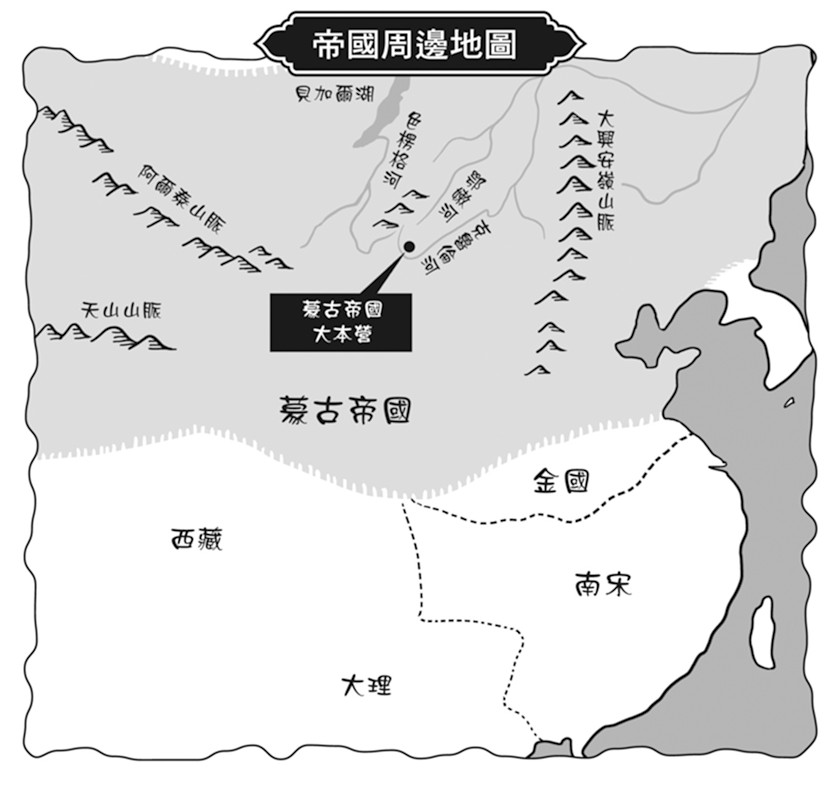 帝國周邊地圖
貝加爾湖
色楞格河
大興安嶺山脈
鄂嫩河
克魯倫河
阿爾泰山脈
天山山脈
蒙古帝國
大本營
蒙古帝國
金國
西藏
南宋
大理